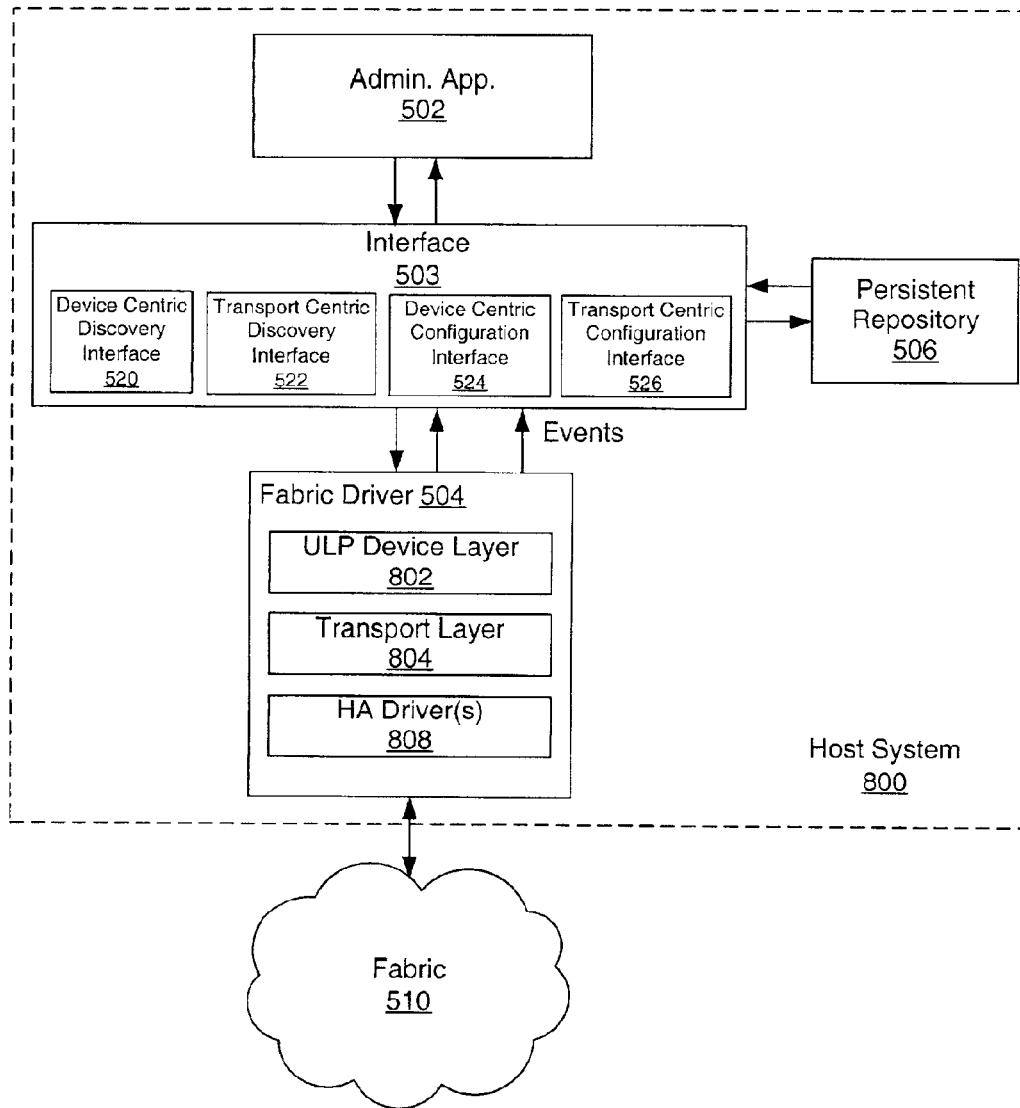 Admin. App.
502
Interface
503
Device Centric
Discovery
Interface
520
Transport Centric
Discovery
Interface
522
Device Centric
Configuration
Interface
524
Transport Centric
Configuration
Interface
526
Persistent
Repository
506
Events
Fabric Driver 504
ULP Device Layer
802
Transport Layer
804
HA Driver(s)
808
Host System
800
Fabric
510